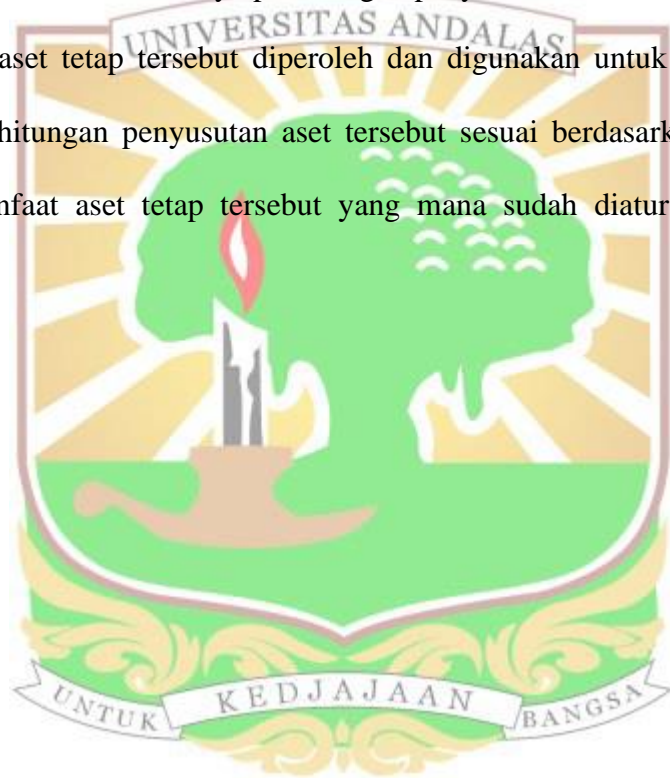 UNIVERSITAS ANDALAS
aset tetap tersebut diperoleh dan digunakan untuk
hitungan penyusutan aset tersebut sesuai berdasark
nfaat aset tetap tersebut yang mana sudah diatur
UNTUK KEDJAJAAN BANGSA